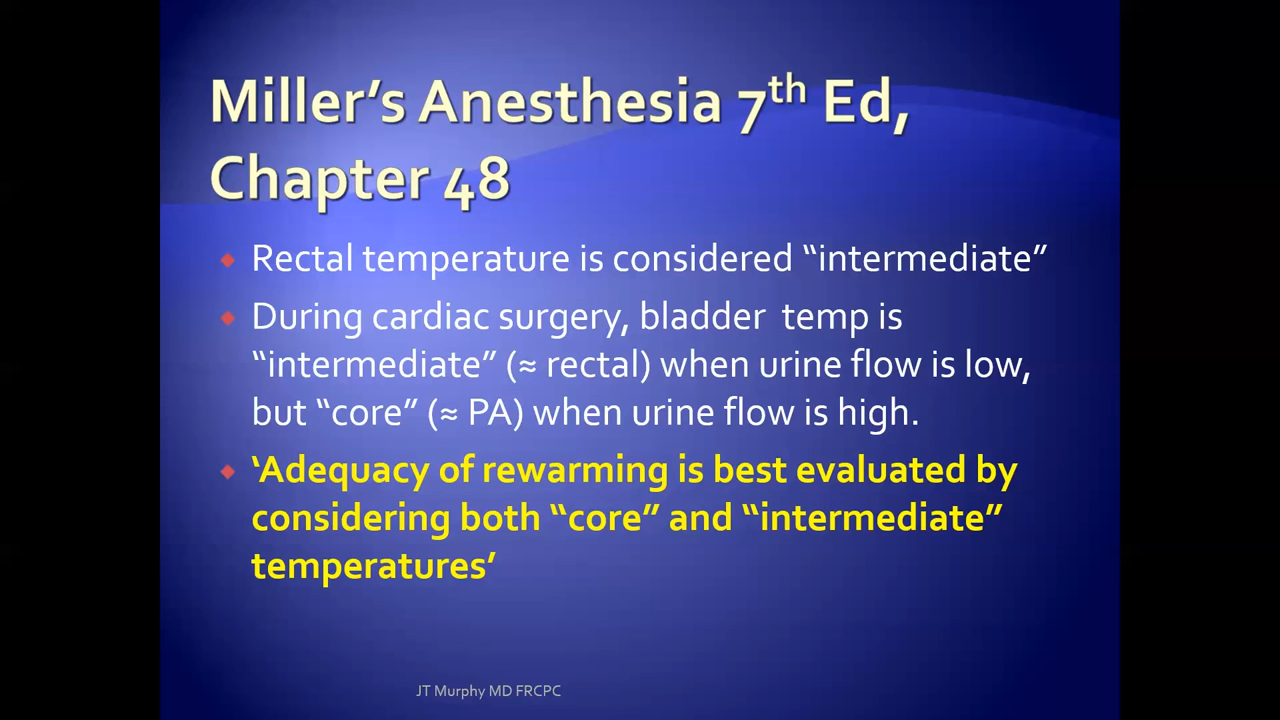 Miller’s Anesthesia 7th Ed,
Chapter 48
Rectal temperature is considered “intermediate”
During cardiac surgery, bladder  temp is
“intermediate” (≈ rectal) when urine flow is low,
but “core” (≈ PA) when urine flow is high.
‘Adequacy of rewarming is best evaluated by
considering both “core” and “intermediate”
temperatures’
JT Murphy MD FRCPC